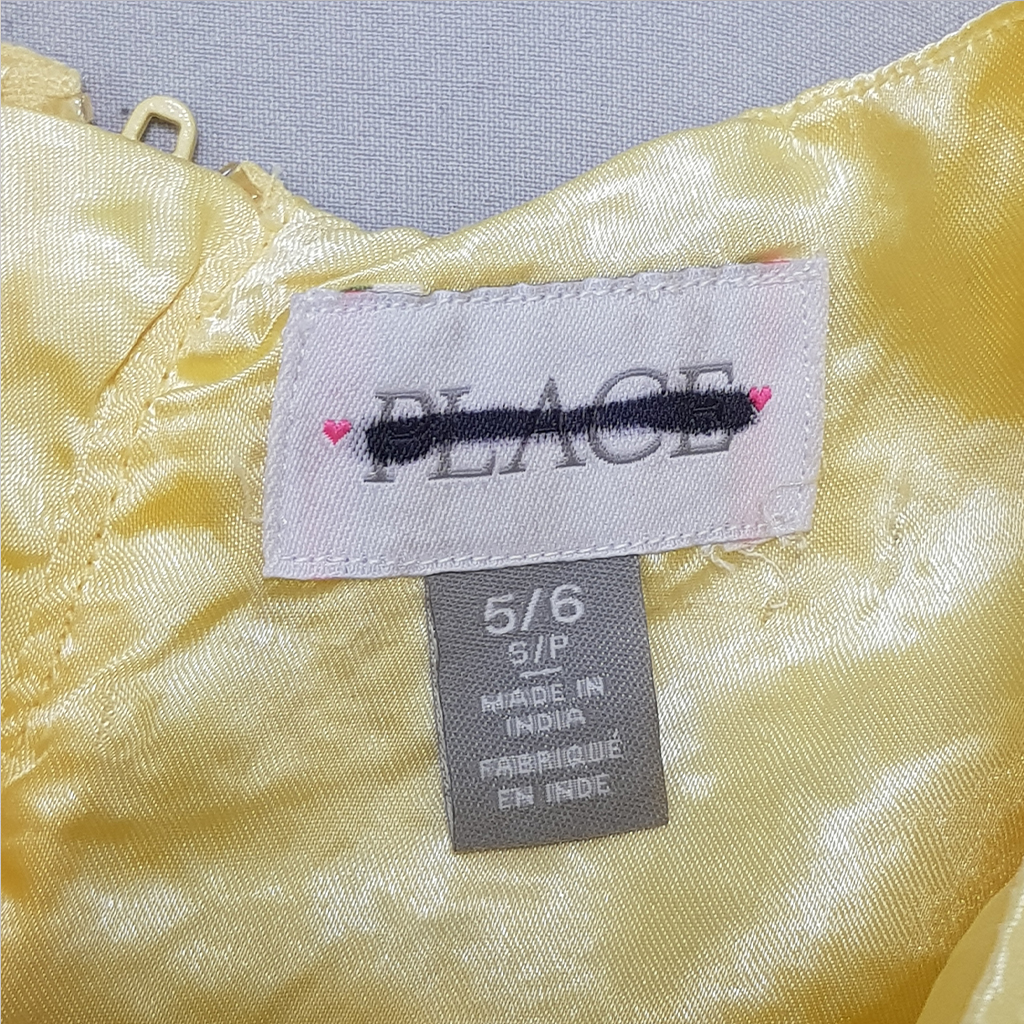 PLACE
5/6
S/P
MADE IN
INDIA
FABRIQUÉ
EN INDE